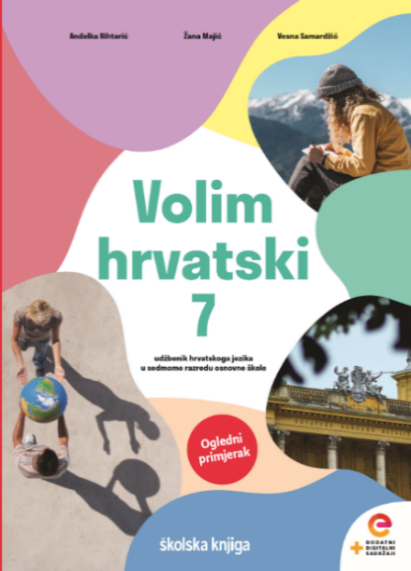 Anđelka Rihtarić Žana Majić Vesna Samardžić
Volim
hrvatski
7
udžbenik hrvatskoga jezika
u sedmome razredu osnovne škole
Ogledni
primjerak
školska knjiga
e
+ DODATNI
DIGITALNI
SADRŽAJI